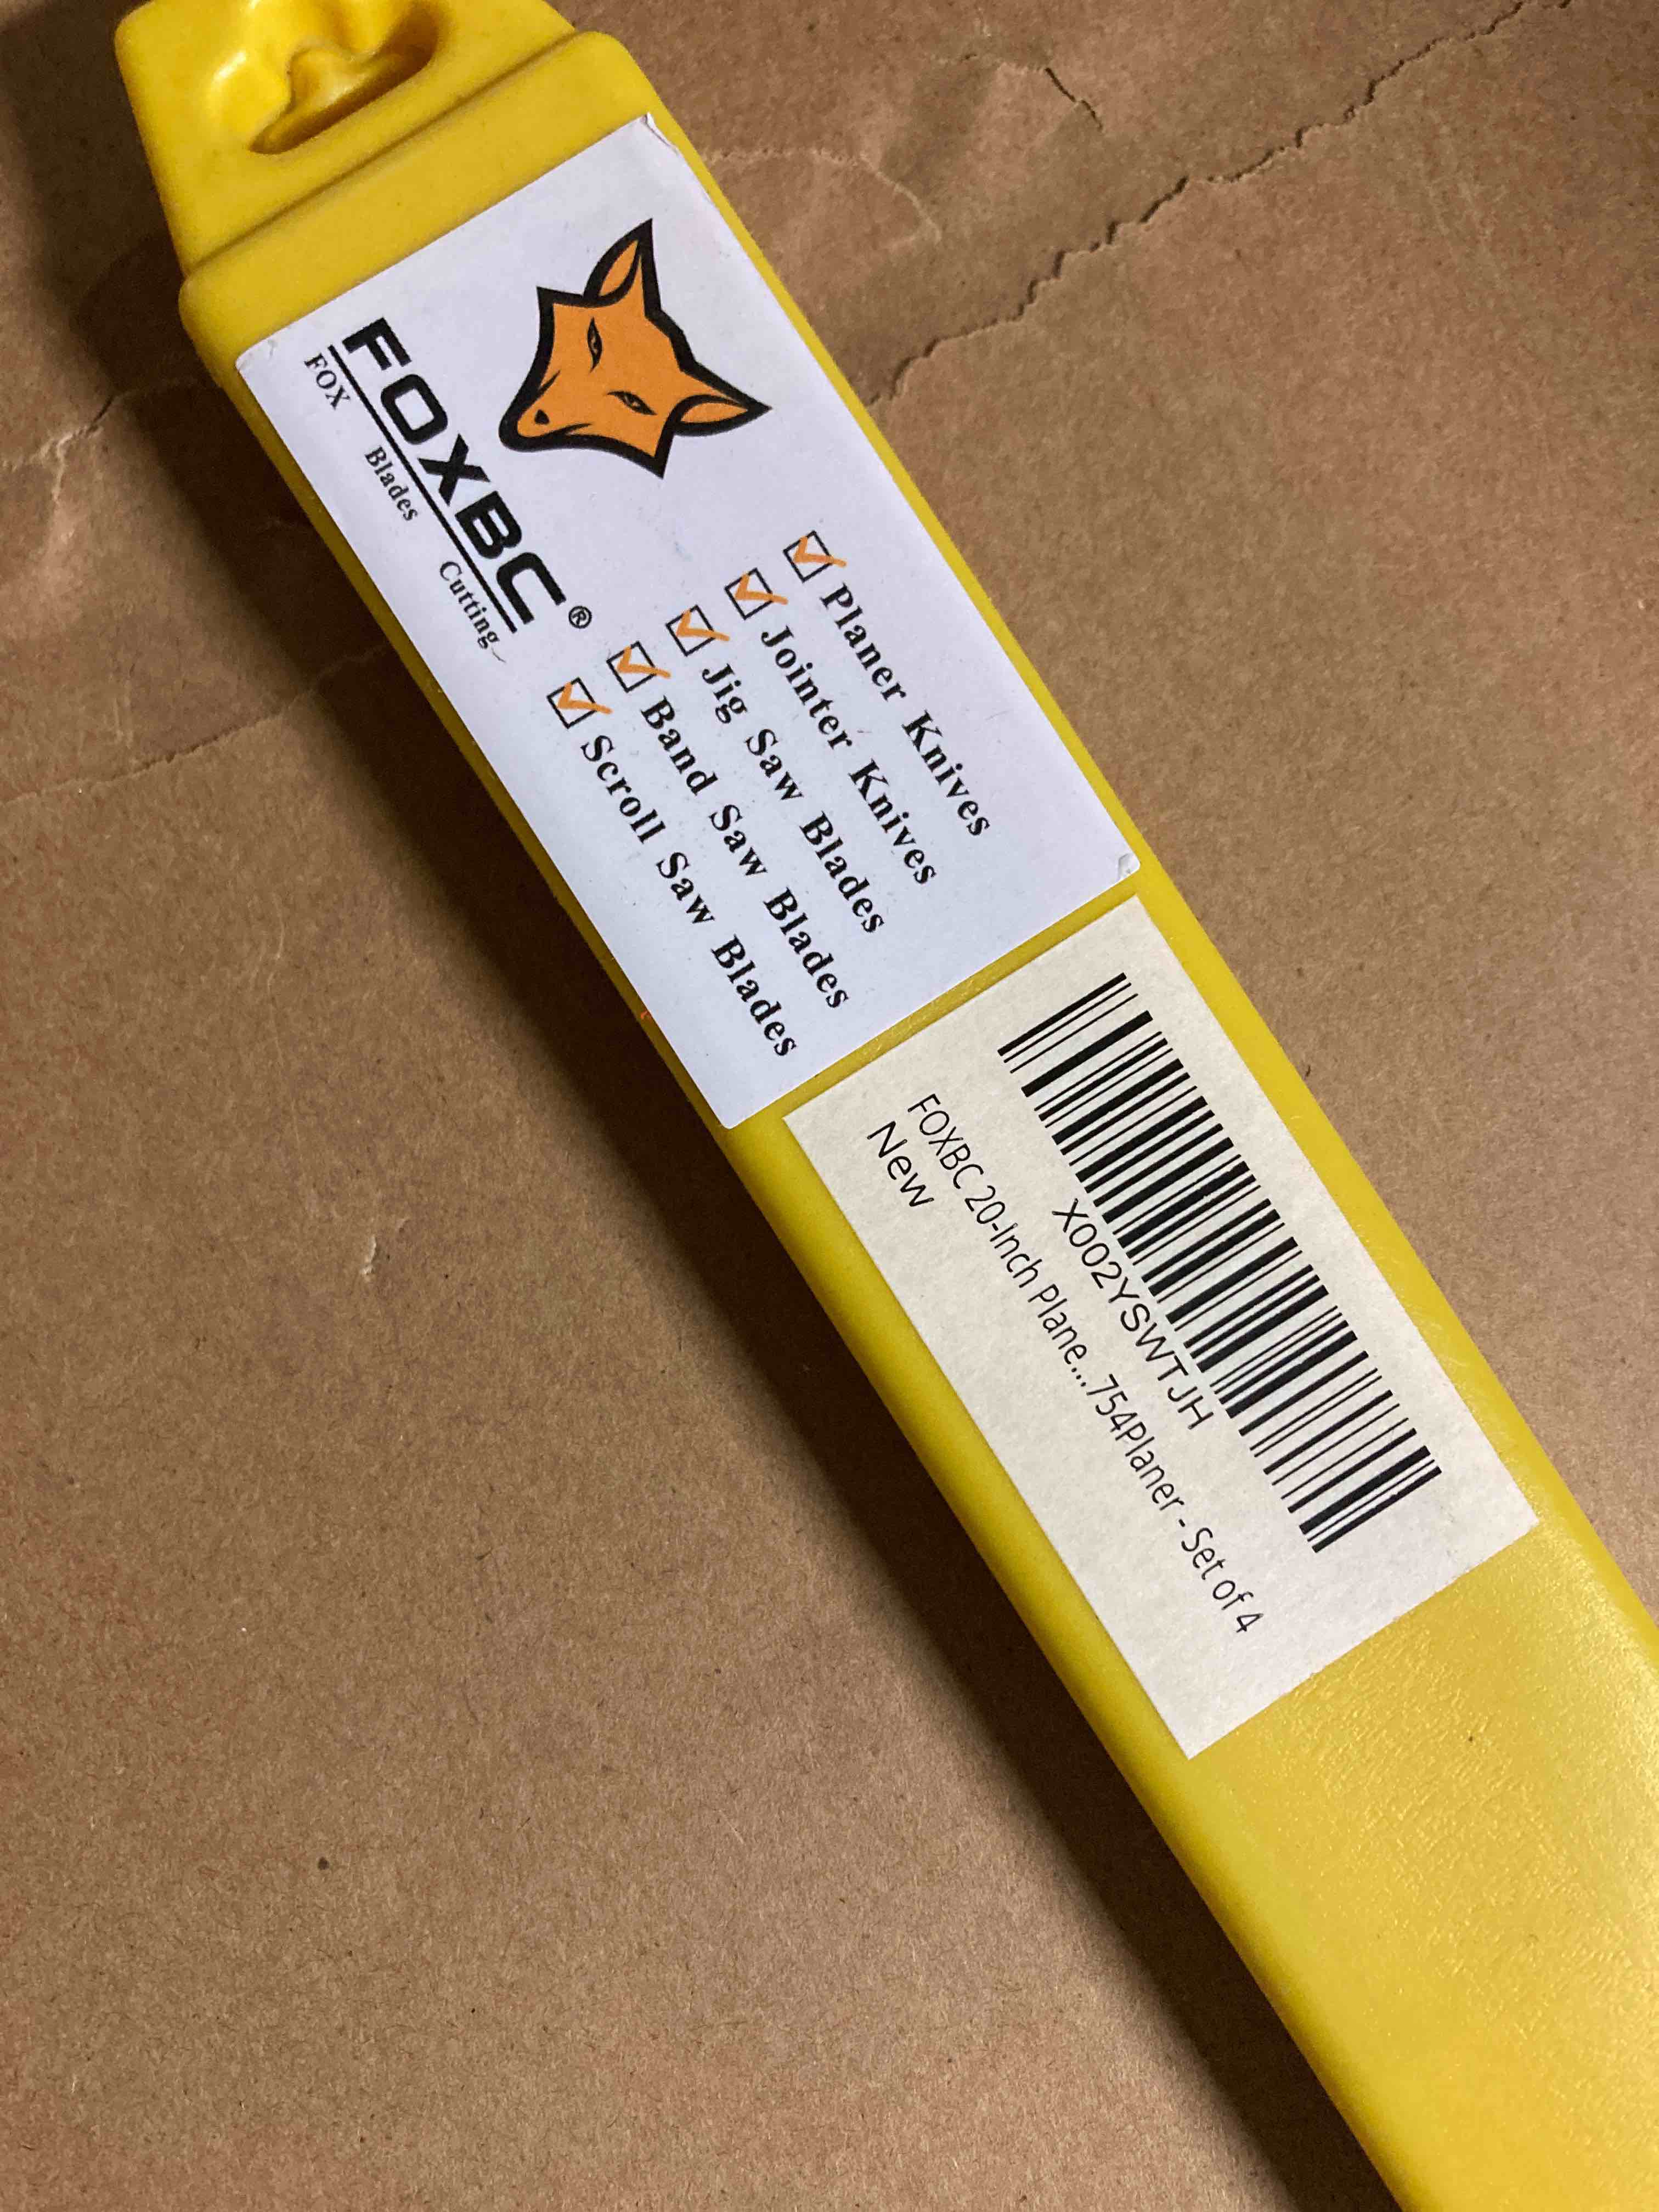 FOXBC®
FOX Blades Cutting
Planer Knives
Jointer Knives
Jig Saw Blades
Band Saw Blades
Scroll Saw Blades
X002YSWTJH
FOXBC 20-Inch Plane...754Planer - Set of 4
New